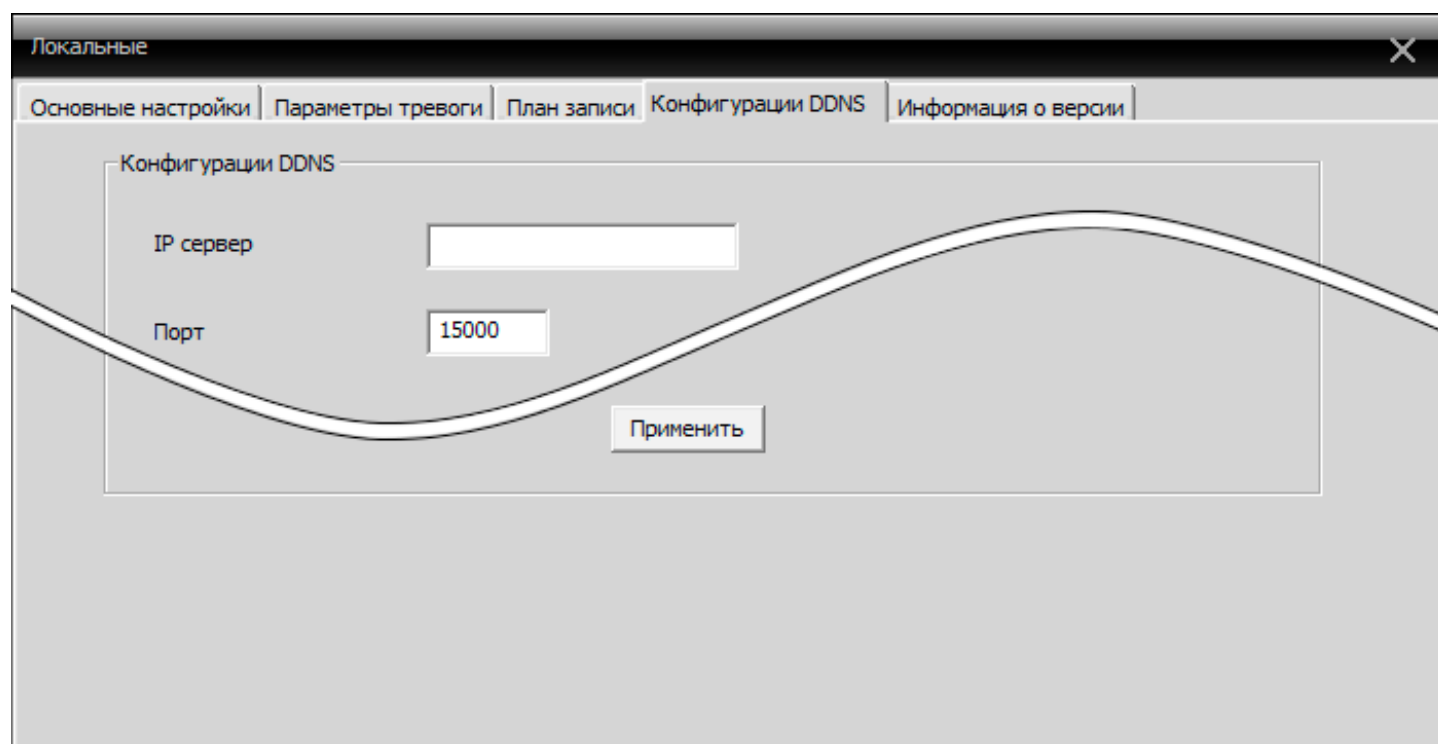 Локальные
Основные настройки Параметры тревоги План записи Конфигурации DDNS Информация о версии
Конфигурации DDNS
IP сервер
Порт 15000
Применить